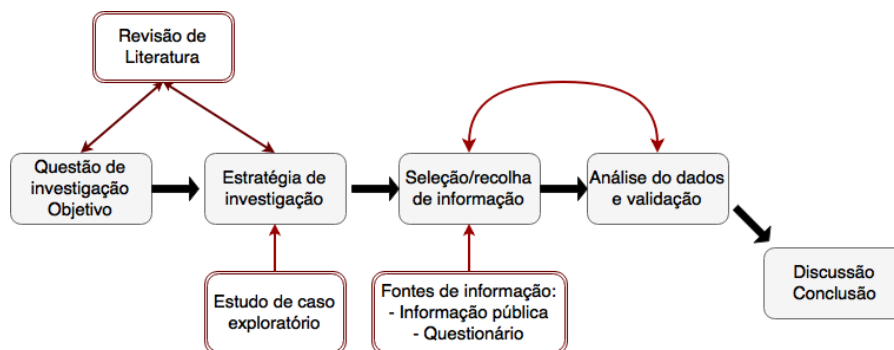 Revisão de
Literatura
Questão de
investigação
Objetivo
Estratégia de
investigação
Seleção/recolha
de informação
Análise do dados
e validação
Estudo de caso
exploratório
Fontes de informação:
- Informação pública
- Questionário
Discussão
Conclusão